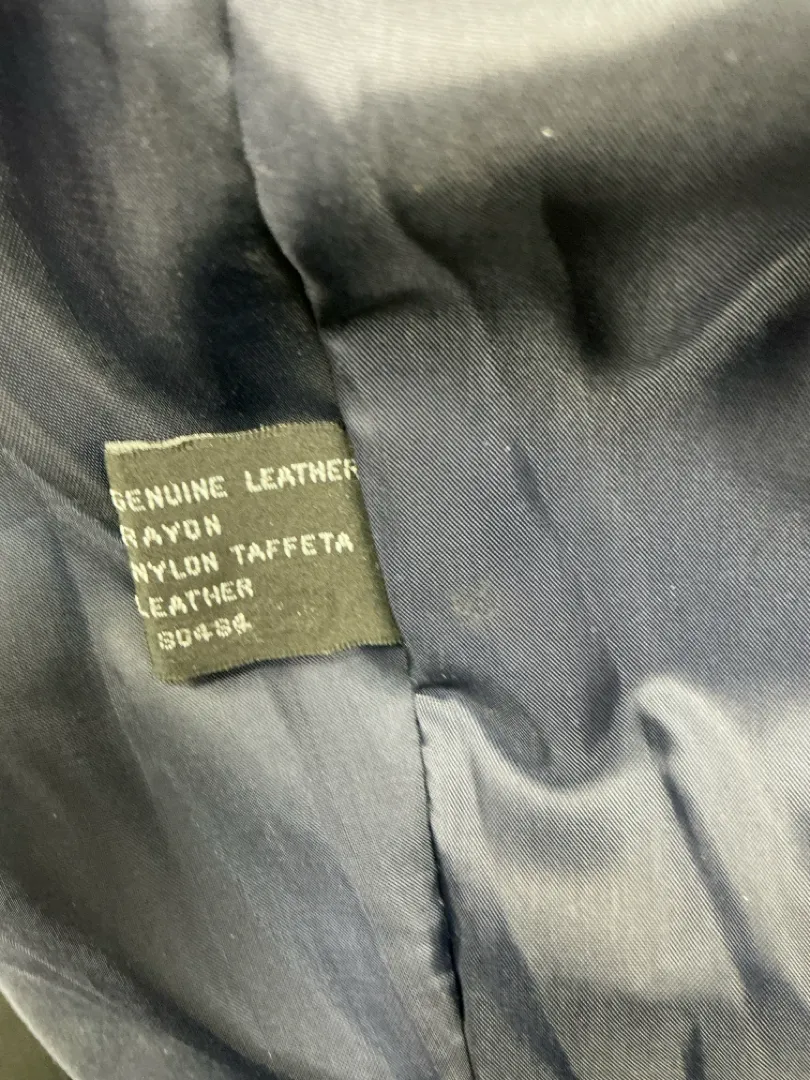 GENUINE LEATHER
RAYON
NYLON TAFFETA
LEATHER
80484